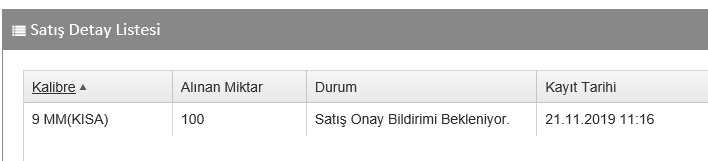 Satış Detay Listesi
Kalibre Alınan Miktar Durum Kayıt Tarihi
9 MM(KISA) 100 Satış Onay Bildirimi Bekleniyor. 21.11.2019 11:16